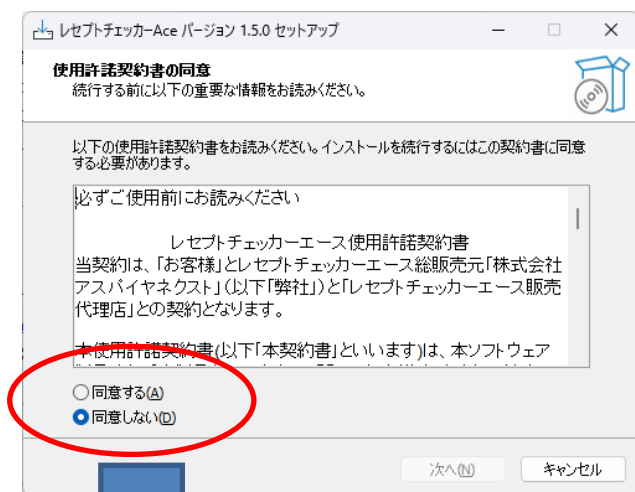 レセプトチェッカーAce バージョン 1.5.0 セットアップ
使用許諾契約書の同意
続行する前に以下の重要な情報をお読みください。
以下の使用許諾契約書をお読みください。インストールを続行するにはこの契約書に同意
する必要があります。
必ずご使用前にお読みください
レセプトチェッカーエース使用許諾契約書
当契約は、「お客様」とレセプトチェッカーエース総販売元「株式会社
アスパイヤネクスト」(以下「弊社」)と「レセプトチェッカーエース販売
代理店」との契約となります。
本使用許諾契約書(以下「本契約書」といいます)は、本ソフトウェア
同意する(A)
同意しない(D)
次へ(N)
キャンセル